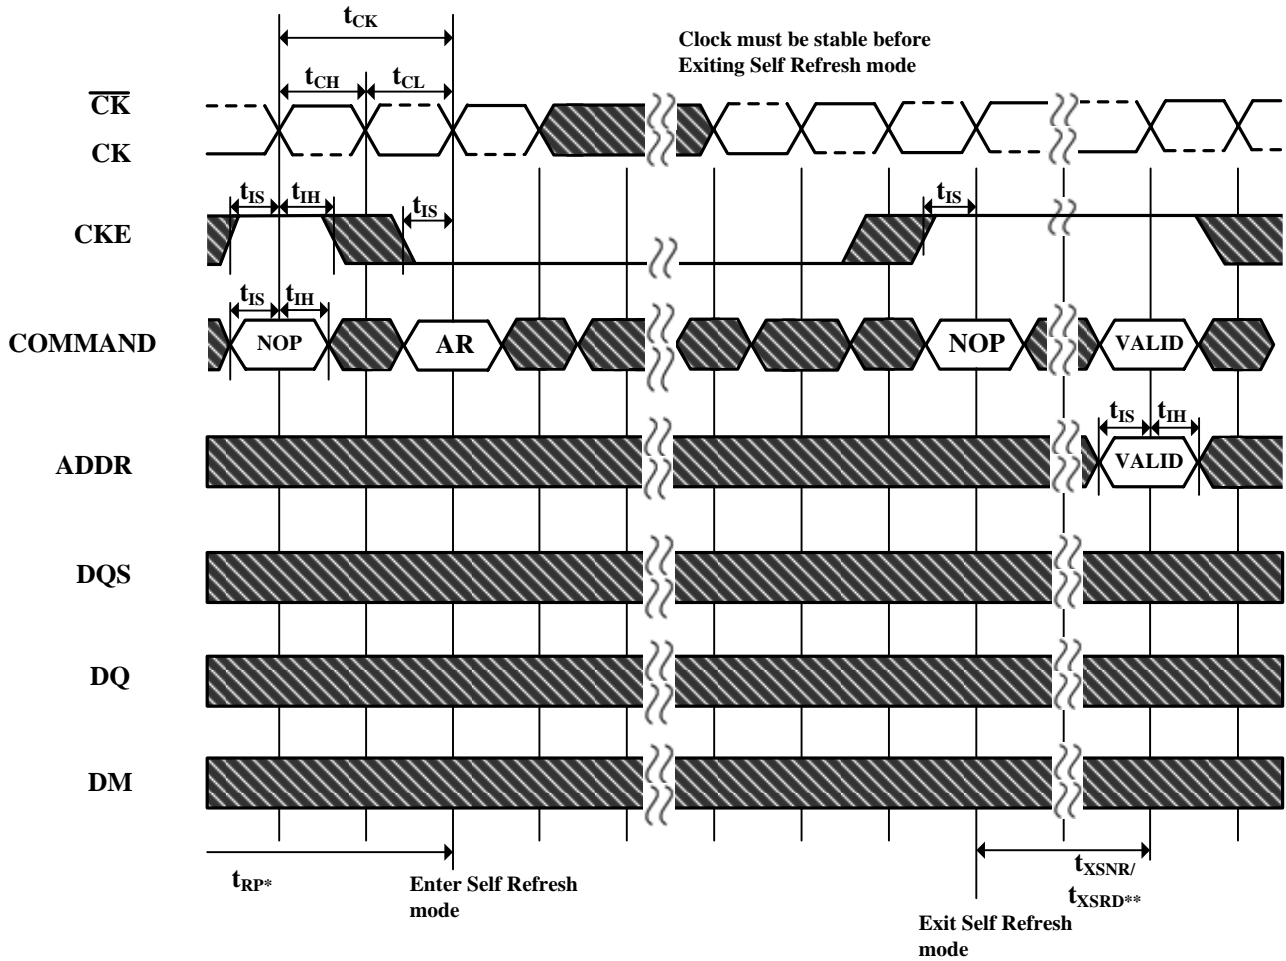 tCK
Clock must be stable before
Exiting Self Refresh mode
tCH
tCL
CK
CK
tIS
tIH
tIS
tIS
CKE
tIS
tIH
COMMAND
NOP
AR
NOP
VALID
tIS
tIH
ADDR
VALID
DQS
DQ
DM
tRP*
Enter Self Refresh
mode
tXSNR/
tXSRD**
Exit Self Refresh
mode